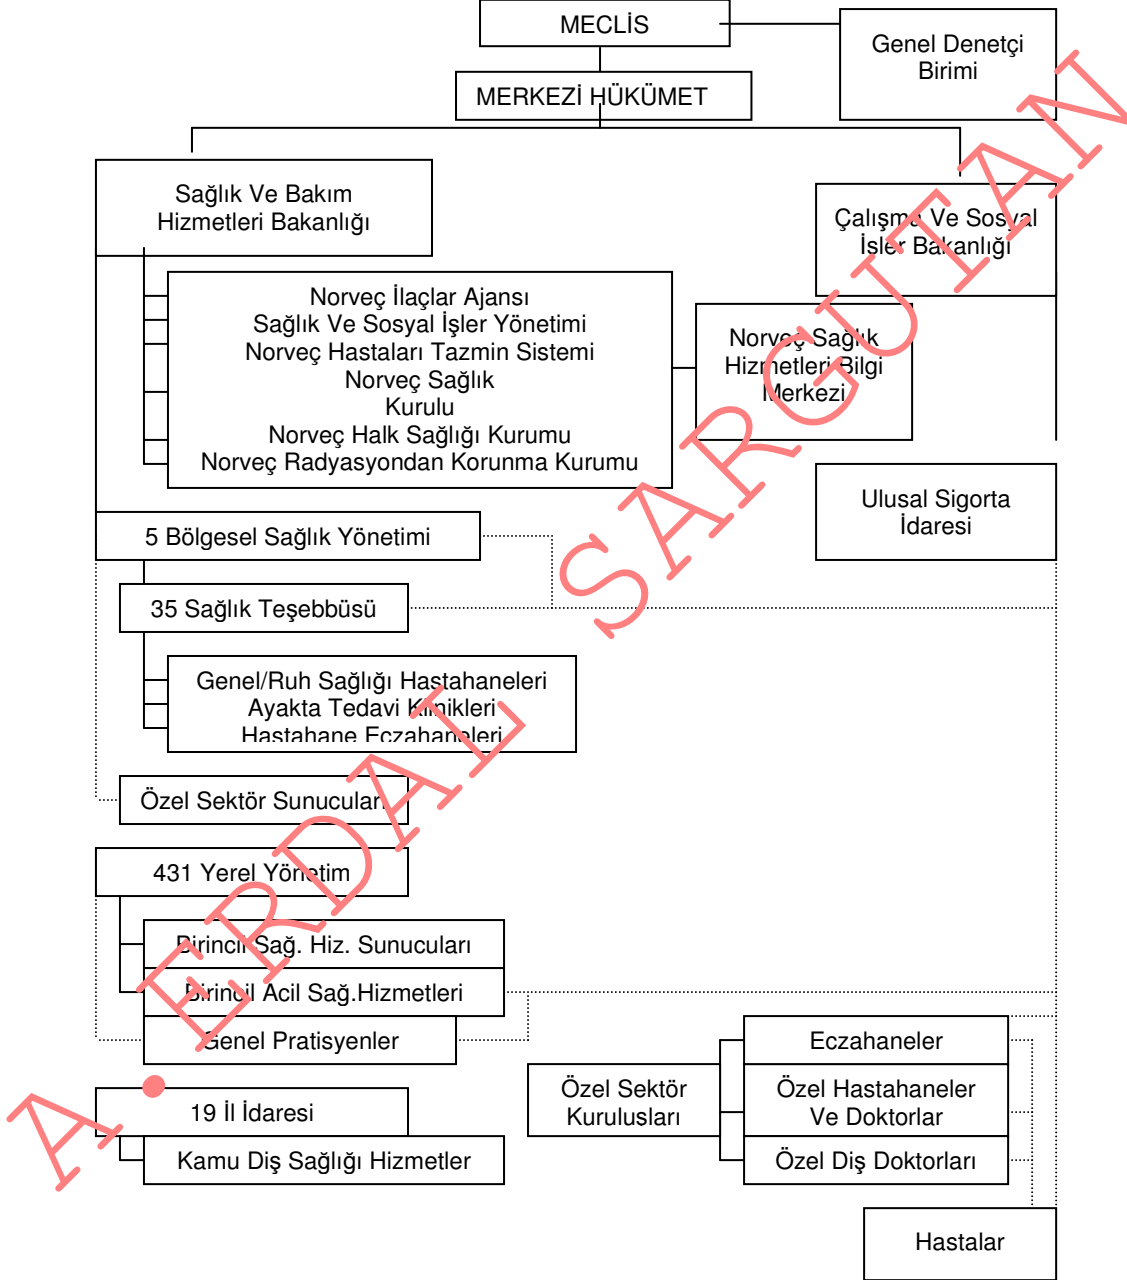 MECLİS
Genel Denetçi
Birimi
MERKEZİ HÜKÜMET
Sağlık Ve Bakım
Hizmetleri Bakanlığı
Çalışma Ve Sosyal
İşler Bakanlığı
Norveç İlaçlar Ajansı
Sağlık Ve Sosyal İşler Yönetimi
Norveç Hastaları Tazmin Sistemi
Norveç Sağlık
Kurulu
Norveç Halk Sağlığı Kurumu
Norveç Radyasyondan Korunma Kurumu
Norveç Sağlık
Hizmetleri Bilgi
Merkezi
Ulusal Sigorta
İdaresi
5 Bölgesel Sağlık Yönetimi
35 Sağlık Teşebbüsü
Genel/Ruh Sağlığı Hastahaneleri
Ayakta Tedavi Klinikleri
Hastahane Eczahaneleri
Özel Sektör Sunucuları
431 Yerel Yönetim
Birincil Sağ. Hiz. Sunucuları
Birincil Acil Sağ.Hizmetleri
Genel Pratisyenler
Eczahaneler
Özel Sektör
Kuruluşları
Özel Hastahaneler
Ve Doktorlar
19 İl İdaresi
Kamu Diş Sağlığı Hizmetler
Özel Diş Doktorları
Hastalar
A. ERDAL SARGUTAN